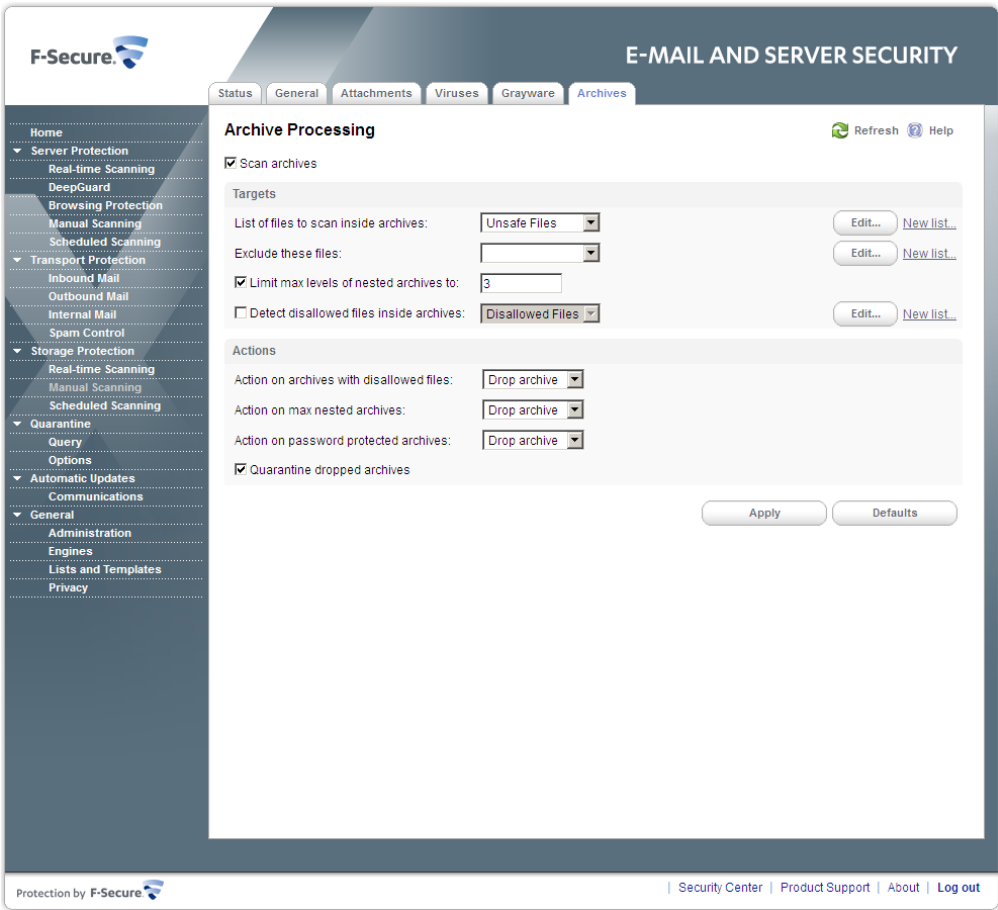 F-Secure.
E-MAIL AND SERVER SECURITY
Status General Attachments Viruses Grayware Archives
Home
Server Protection
Real-time Scanning
DeepGuard
Browsing Protection
Manual Scanning
Scheduled Scanning
Transport Protection
Inbound Mail
Outbound Mail
Internal Mail
Spam Control
Storage Protection
Real-time Scanning
Manual Scanning
Scheduled Scanning
Quarantine
Query
Options
Automatic Updates
Communications
General
Administration
Engines
Lists and Templates
Privacy
Archive Processing
Refresh Help
Scan archives
Targets
List of files to scan inside archives: Unsafe Files Edit... New list...
Exclude these files: Edit... New list...
Limit max levels of nested archives to: 3
Detect disallowed files inside archives: Disallowed Files Edit... New list...
Actions
Action on archives with disallowed files: Drop archive
Action on max nested archives: Drop archive
Action on password protected archives: Drop archive
Quarantine dropped archives
Apply Defaults
Protection by F-Secure
| Security Center | Product Support | About | Log out